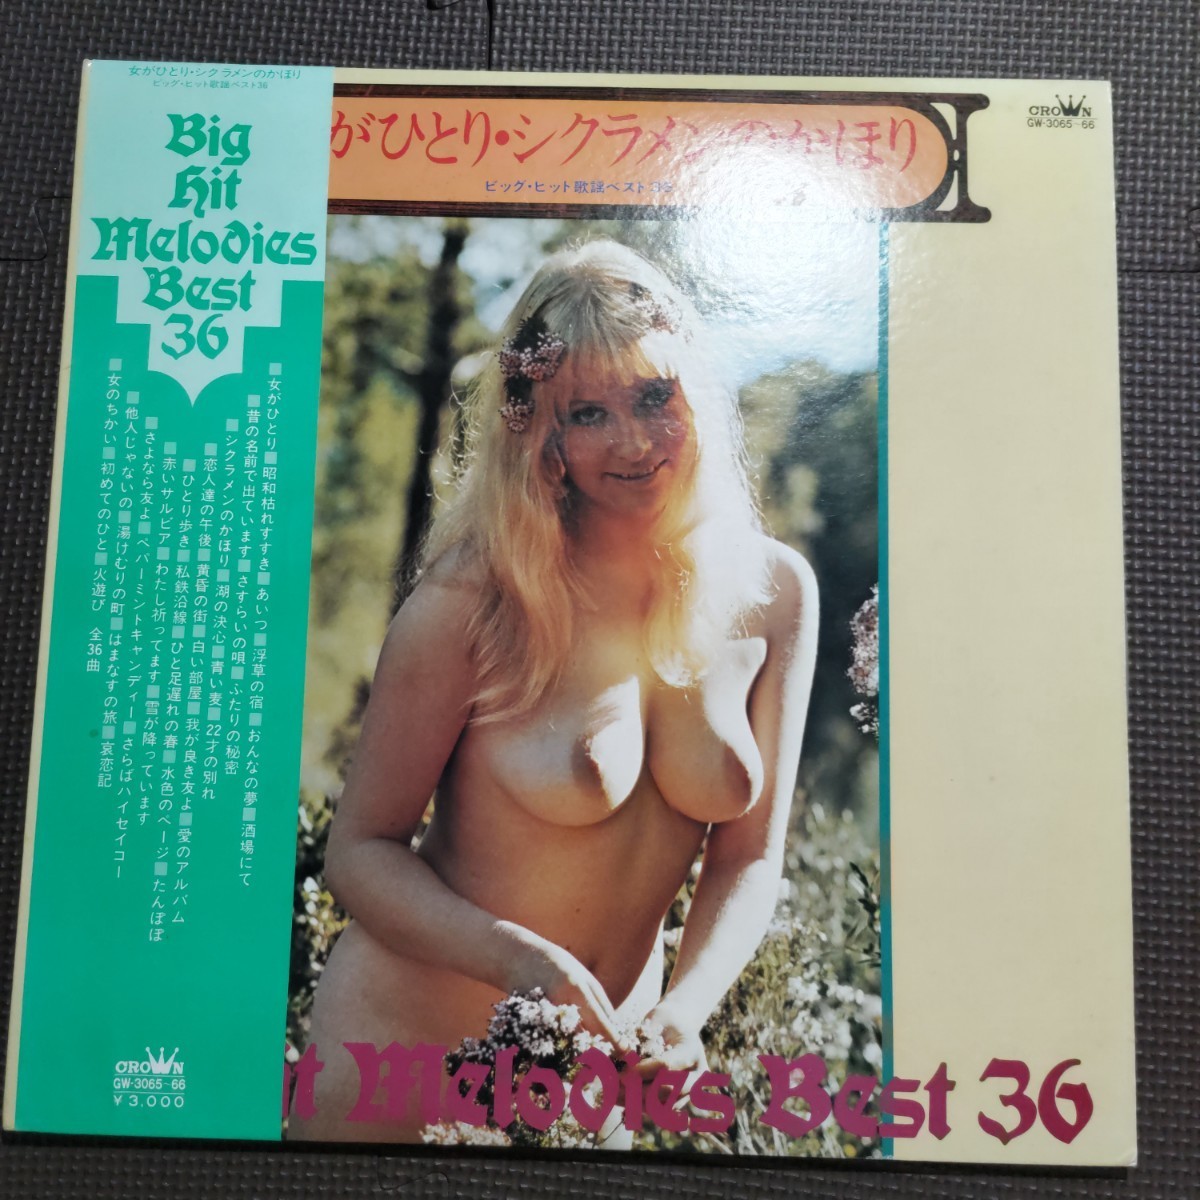 女がひとり・シクラメンのかほり
ビッグ・ヒット歌謡ベスト36
Big
Hit
Melodies
Best
36
■女がひとり■昭和枯れすすき■あいつ■浮草の宿■おんなの夢■酒場にて
■昔の名前で出ています■さすらいの唄■ふたりの秘密
■シクラメンのかほり■湖の決心■青い麦■22才の別れ
■恋人達の午後■黄昏の街■白い部屋■我が良き友よ■愛のアルバム
■ひとり歩き■私鉄沿線■ひと足遅れの春■水色のページ■たんぽぽ
■赤いサルビア■わたし祈ってます■雪が降っています
■さよなら友よ■ペパーミントキャンディー■さらばハイセイコー
■他人じゃないの■湯けむりの町■はまなすの旅■哀恋記
■女のちかい■初めてのひと■火遊び 全36曲
CROWN
GW-3065~66
¥3,000
がひとり・シクラメンのかほり
ビッグ・ヒット歌謡ベスト36
CROWN
GW-3065~66
it Melodies Best 36